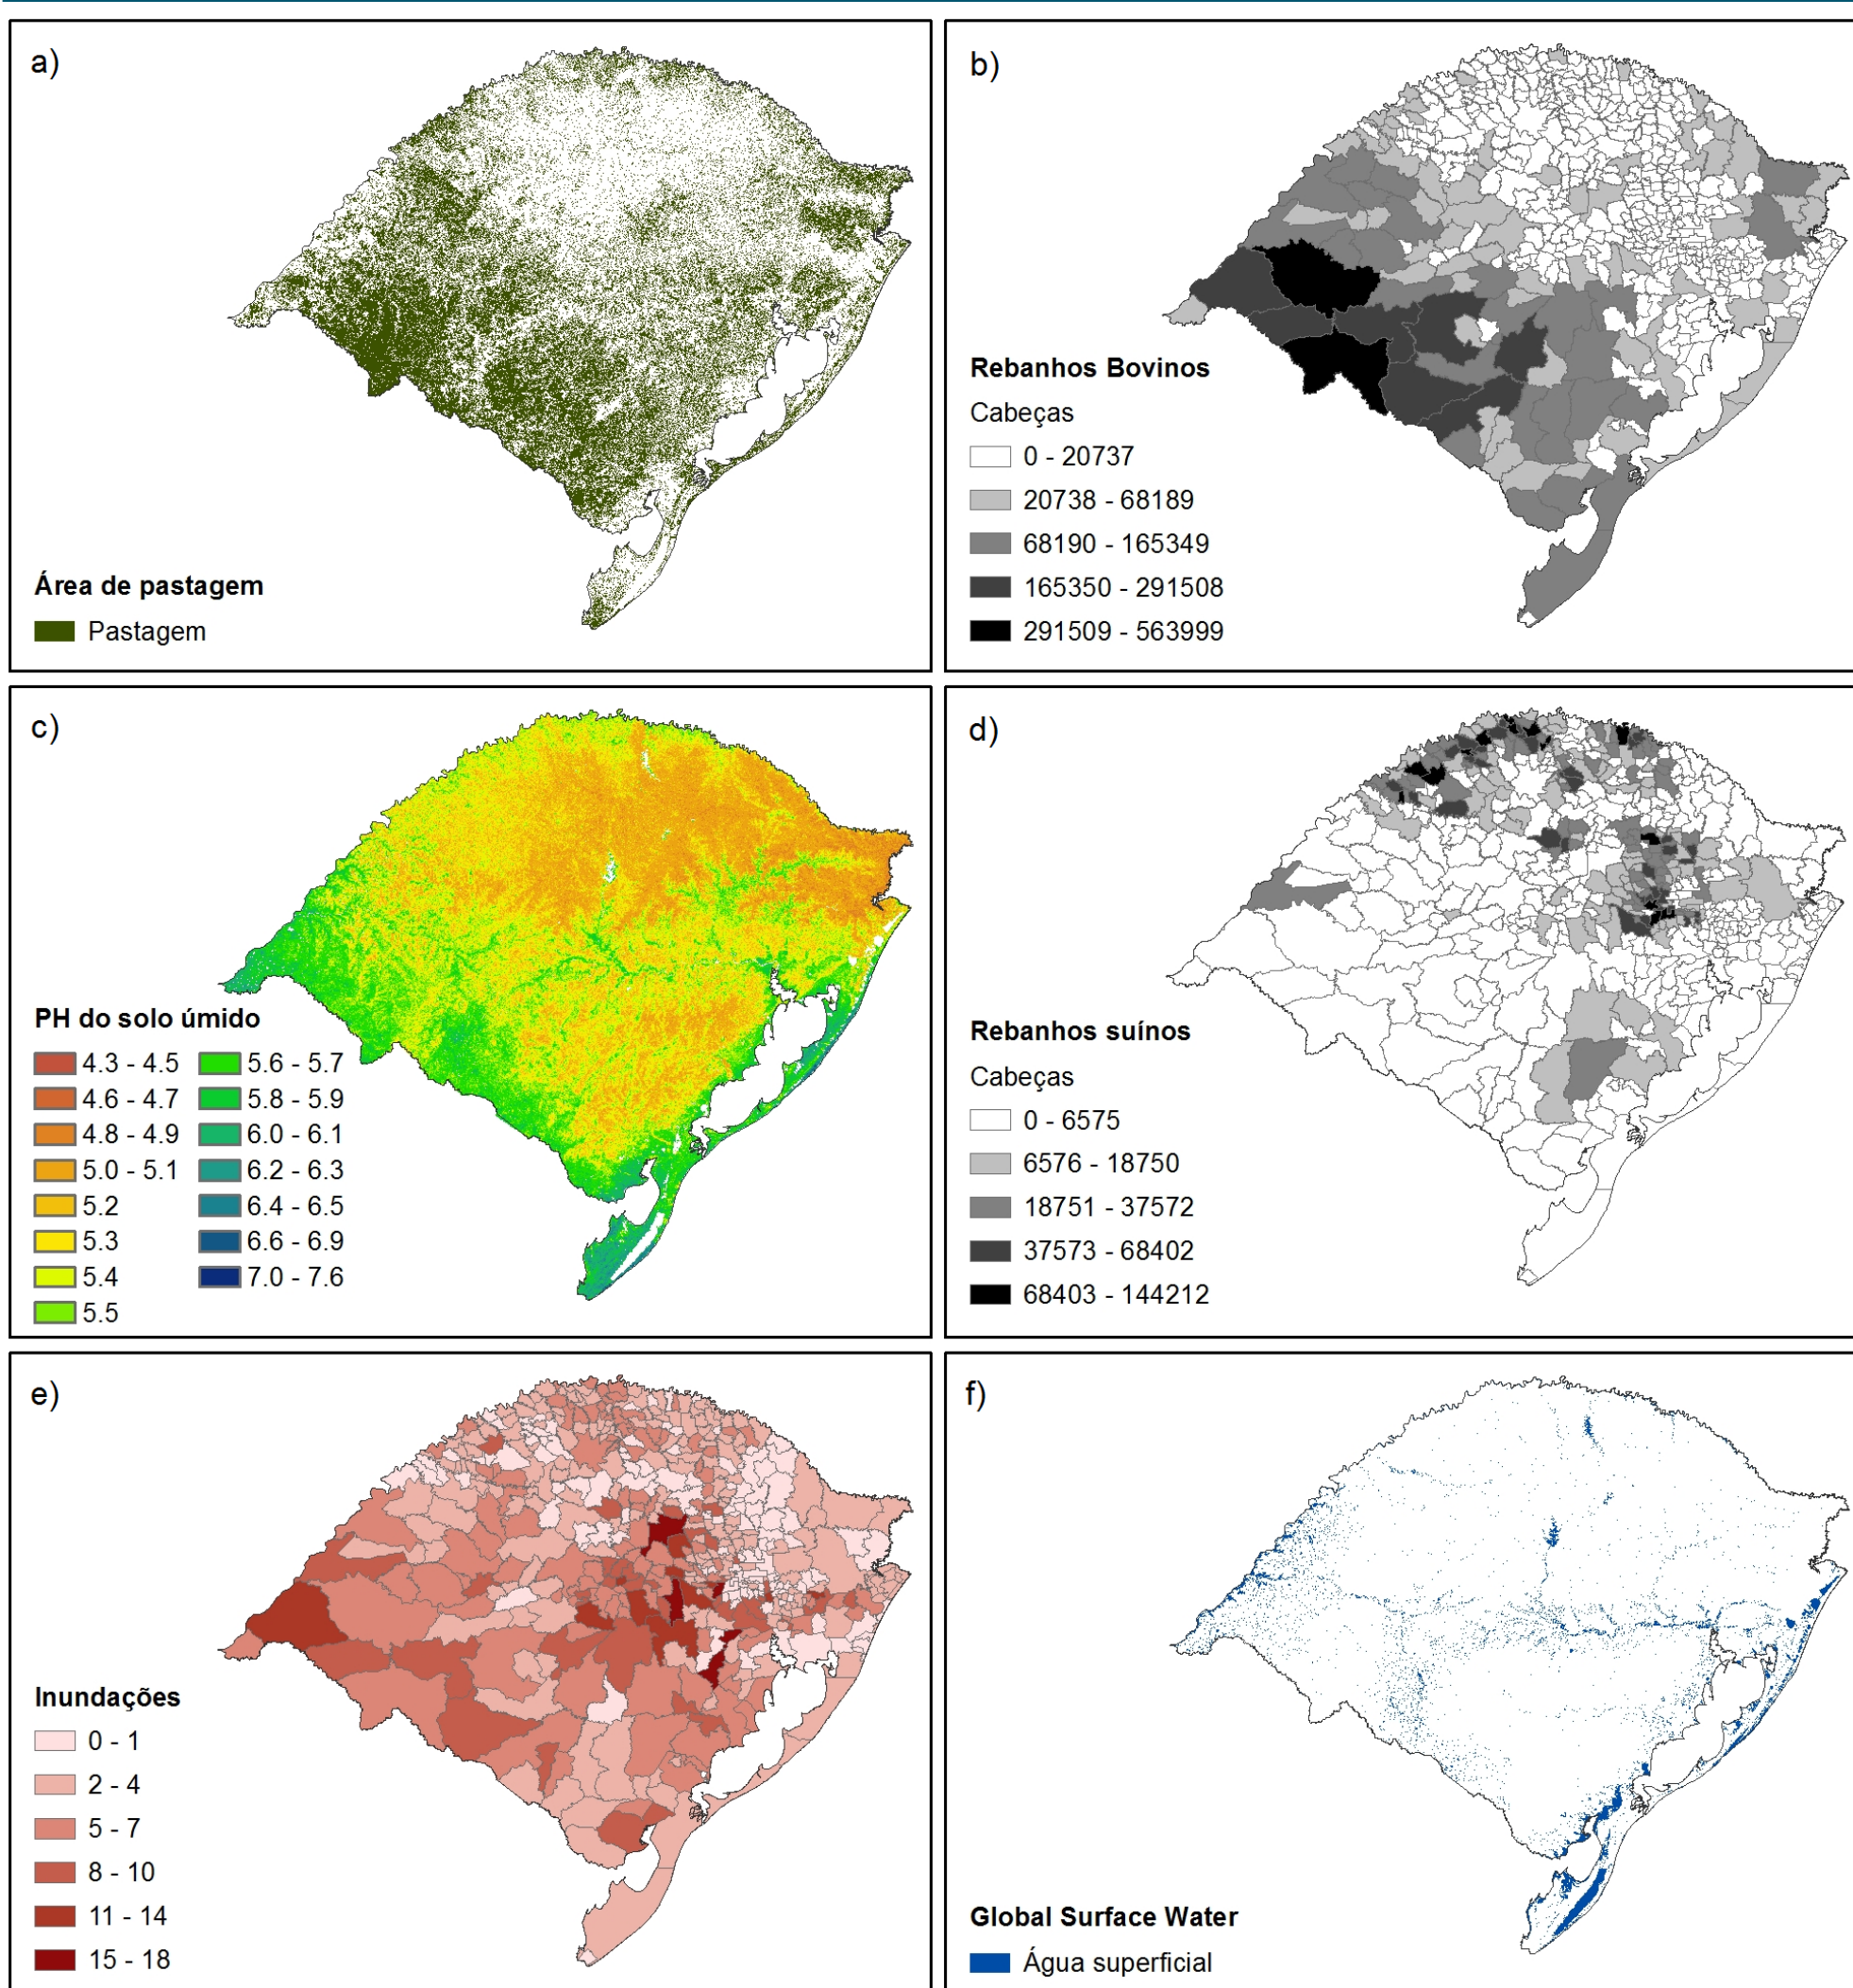 a)
Área de pastagem
Pastagem
b)
Rebanhos Bovinos
Cabeças
0 - 20737
20738 - 68189
68190 - 165349
165350 - 291508
291509 - 563999
c)
PH do solo úmido
4.3 - 4.5
4.6 - 4.7
4.8 - 4.9
5.0 - 5.1
5.2
5.3
5.4
5.5
5.6 - 5.7
5.8 - 5.9
6.0 - 6.1
6.2 - 6.3
6.4 - 6.5
6.6 - 6.9
7.0 - 7.6
d)
Rebanhos suínos
Cabeças
0 - 6575
6576 - 18750
18751 - 37572
37573 - 68402
68403 - 144212
e)
Inundações
0 - 1
2 - 4
5 - 7
8 - 10
11 - 14
15 - 18
f)
Global Surface Water
Água superficial